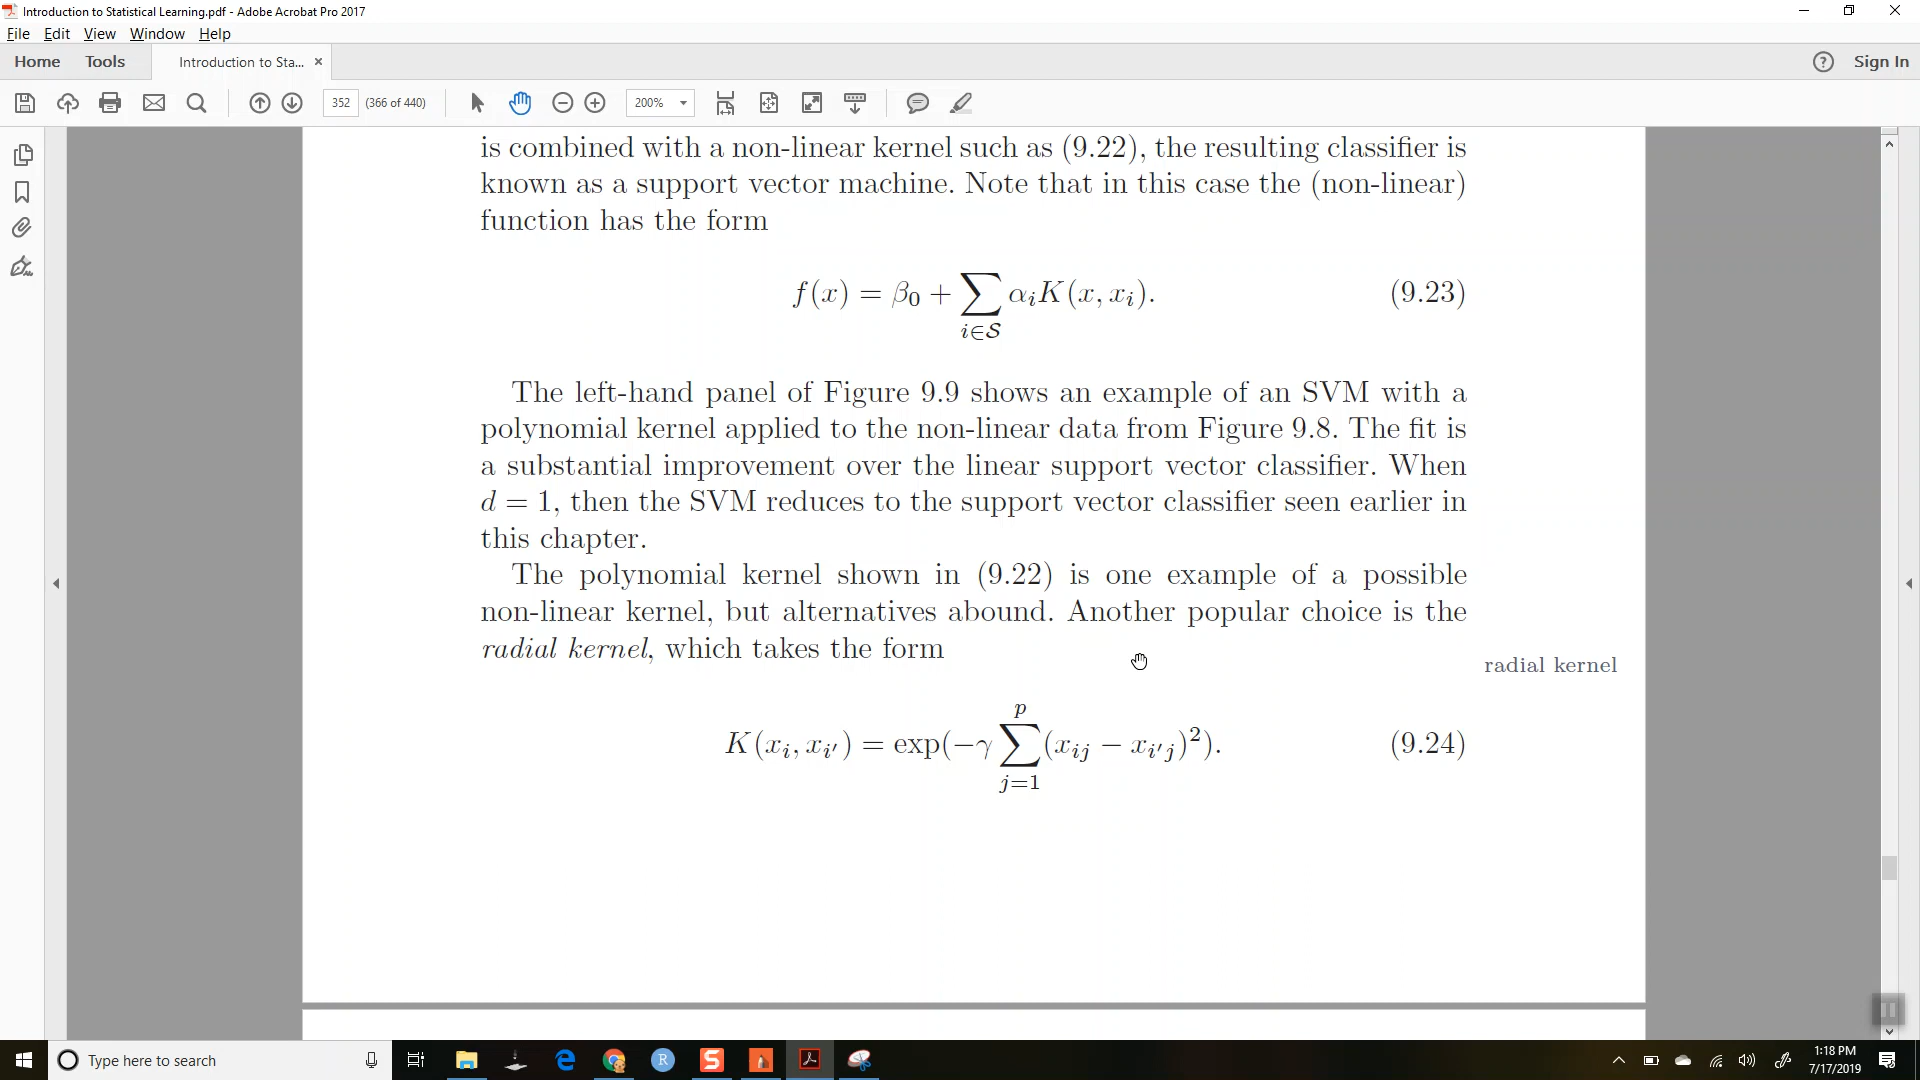 Introduction to Statistical Learning.pdf - Adobe Acrobat Pro 2017
File Edit View Window Help
Home Tools Introduction to Sta... × ? Sign In
352 (366 of 440) 200%
is combined with a non-linear kernel such as (9.22), the resulting classifier is
known as a support vector machine. Note that in this case the (non-linear)
function has the form
f(x) = β₀ + ∑_{i∈𝒮} αᵢK(x, xᵢ). (9.23)
The left-hand panel of Figure 9.9 shows an example of an SVM with a
polynomial kernel applied to the non-linear data from Figure 9.8. The fit is
a substantial improvement over the linear support vector classifier. When
d = 1, then the SVM reduces to the support vector classifier seen earlier in
this chapter.
The polynomial kernel shown in (9.22) is one example of a possible
non-linear kernel, but alternatives abound. Another popular choice is the
radial kernel, which takes the form
radial kernel
K(xᵢ, xᵢ′) = exp(−γ ∑_{j=1}^{p} (x_{ij} − x_{i′j})²). (9.24)
Type here to search
1:18 PM
7/17/2019